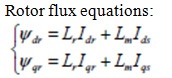 Rotor flux equations:
ψdr = LrIdr + LmIds
ψqr = LrIqr + LmIqs